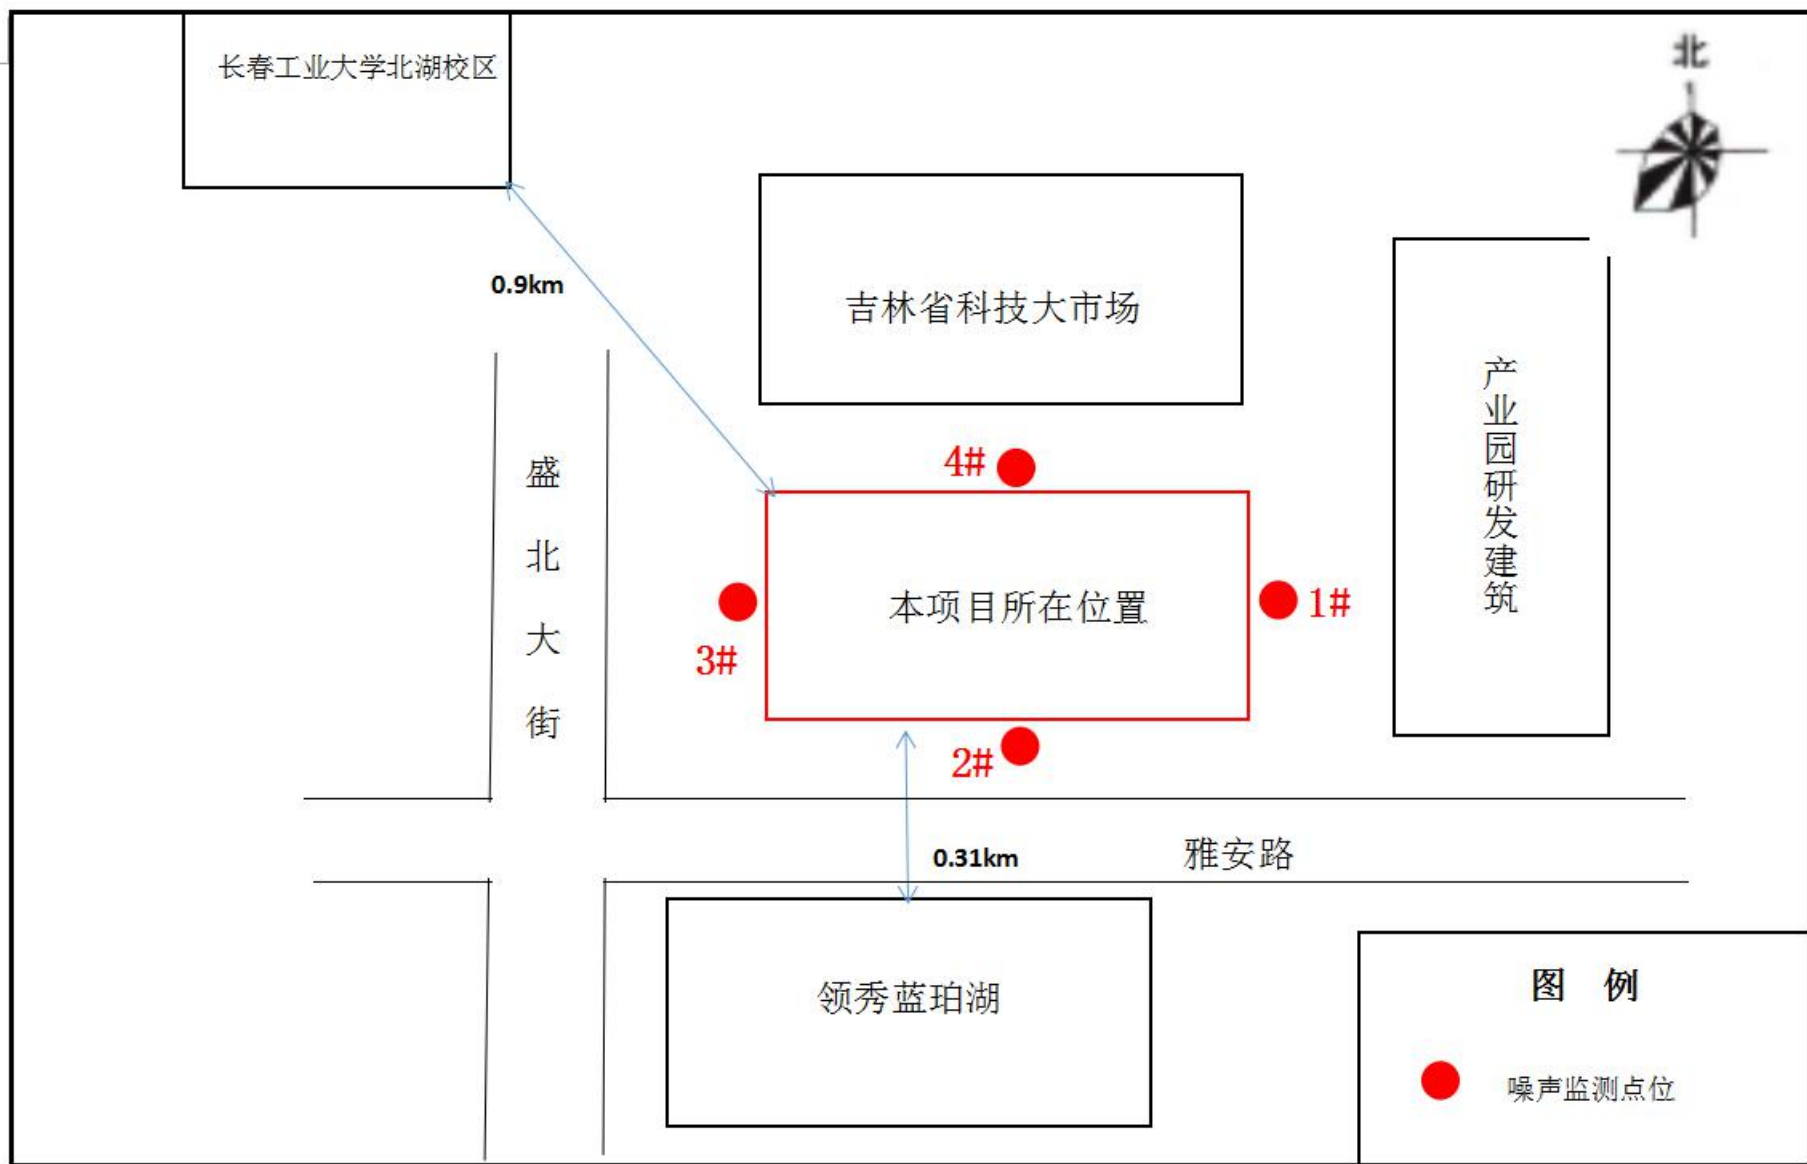 长春工业大学北湖校区
北
0.9km
吉林省科技大市场
产业园研发建筑
盛北大街
4#
本项目所在位置
1#
3#
2#
0.31km
雅安路
领秀蓝珀湖
图 例
噪声监测点位